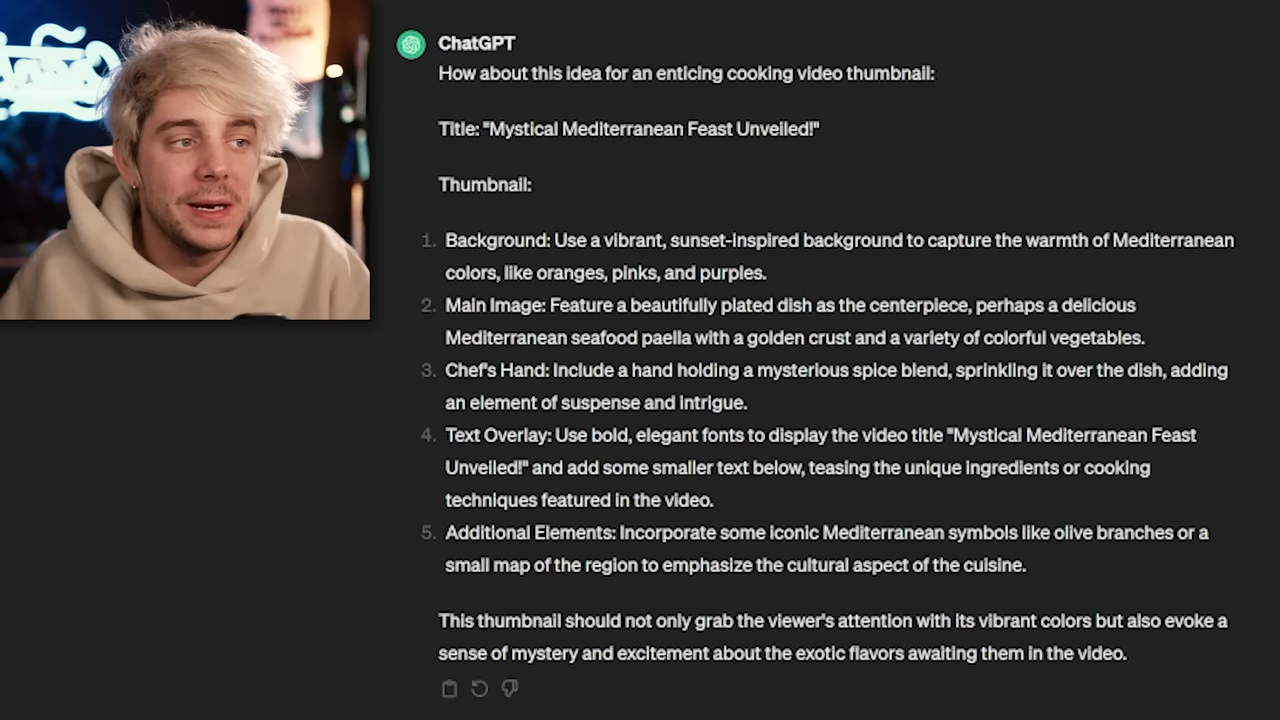 ChatGPT
How about this idea for an enticing cooking video thumbnail:
Title: "Mystical Mediterranean Feast Unveiled!"
Thumbnail:
1. Background: Use a vibrant, sunset-inspired background to capture the warmth of Mediterranean
colors, like oranges, pinks, and purples.
2. Main Image: Feature a beautifully plated dish as the centerpiece, perhaps a delicious
Mediterranean seafood paella with a golden crust and a variety of colorful vegetables.
3. Chef's Hand: Include a hand holding a mysterious spice blend, sprinkling it over the dish, adding
an element of suspense and intrigue.
4. Text Overlay: Use bold, elegant fonts to display the video title "Mystical Mediterranean Feast
Unveiled!" and add some smaller text below, teasing the unique ingredients or cooking
techniques featured in the video.
5. Additional Elements: Incorporate some iconic Mediterranean symbols like olive branches or a
small map of the region to emphasize the cultural aspect of the cuisine.
This thumbnail should not only grab the viewer's attention with its vibrant colors but also evoke a
sense of mystery and excitement about the exotic flavors awaiting them in the video.